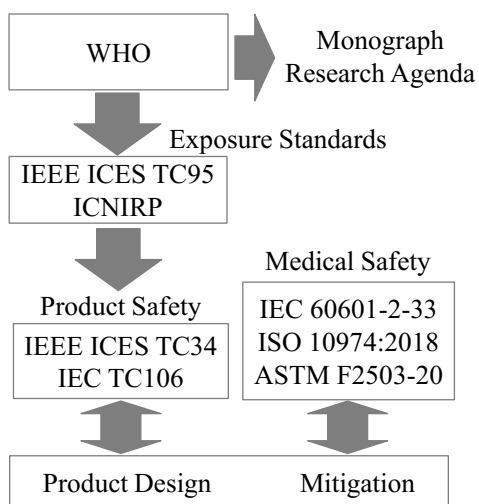 WHO
Monograph
Research Agenda
Exposure Standards
IEEE ICES TC95
ICNIRP
Product Safety
IEEE ICES TC34
IEC TC106
Medical Safety
IEC 60601-2-33
ISO 10974:2018
ASTM F2503-20
Product Design
Mitigation